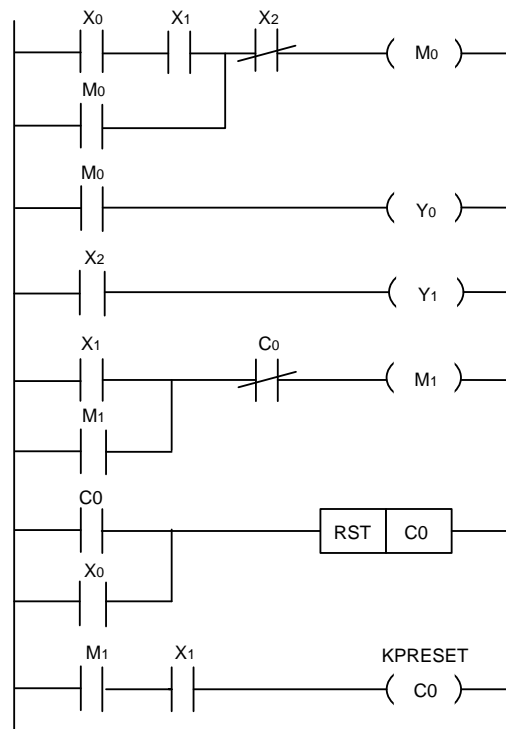 X0 X1 X2
M0
M0
M0
Y0
X2
Y1
X1 C0
M1
M1
C0
RST C0
X0
M1 X1 KPRESET
C0